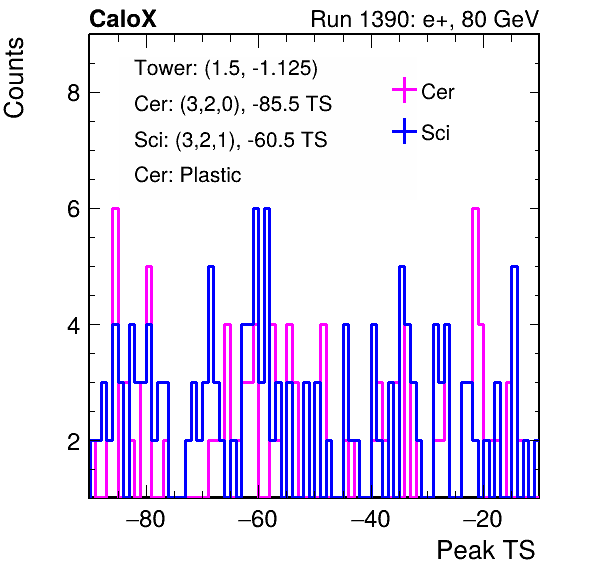 CaloX Run 1390: e+, 80 GeV
Counts
Tower: (1.5, -1.125)
Cer: (3,2,0), -85.5 TS
Sci: (3,2,1), -60.5 TS
Cer: Plastic
Cer
Sci
8
6
4
2
−80 −60 −40 −20
Peak TS